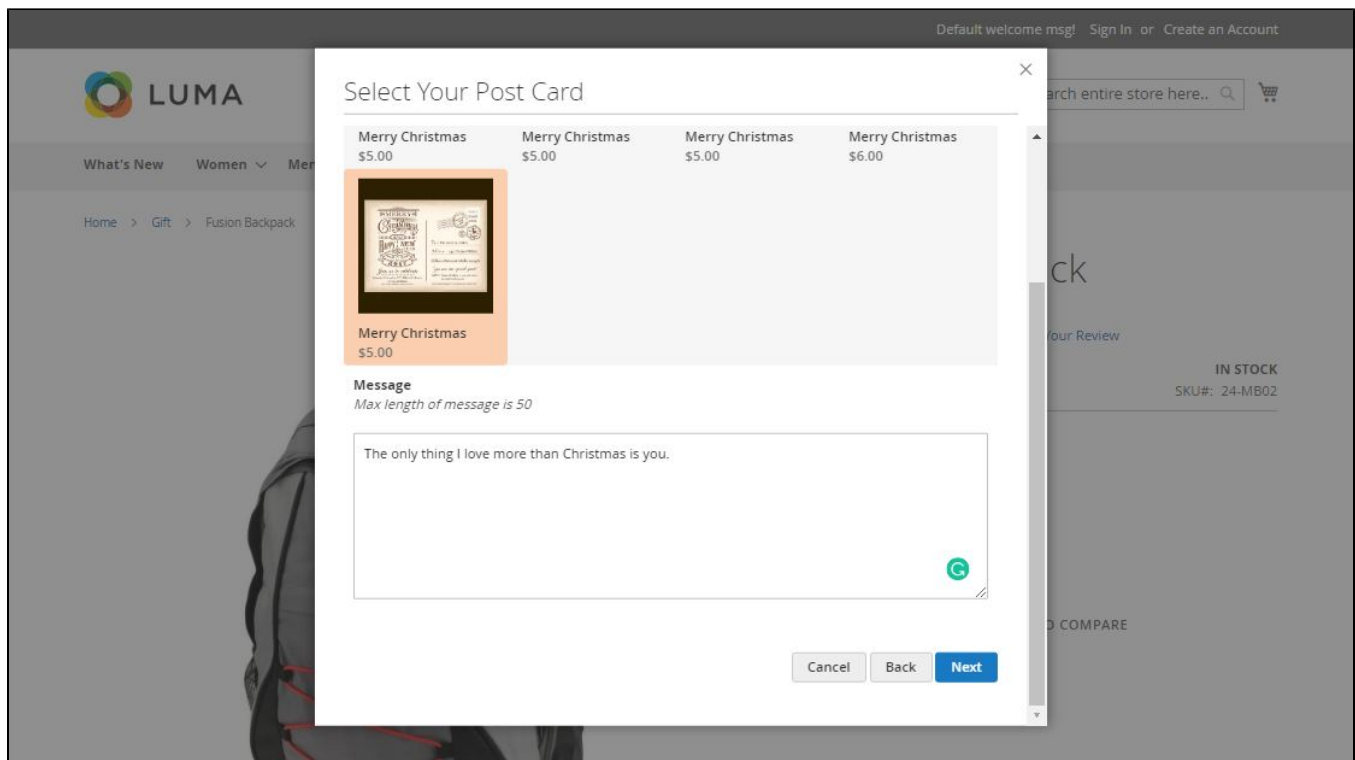 Default welcome msg! Sign In or Create an Account
LUMA
arch entire store here..
What's New Women Mer
Home > Gift > Fusion Backpack
Select Your Post Card
Merry Christmas Merry Christmas Merry Christmas Merry Christmas
$5.00 $5.00 $5.00 $6.00
Merry Christmas
$5.00
ck
Your Review
IN STOCK
SKU#: 24-MB02
Message
Max length of message is 50
The only thing I love more than Christmas is you.
O COMPARE
Cancel Back Next